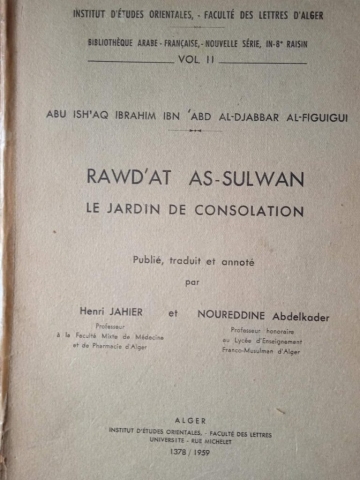 INSTITUT D'ÉTUDES ORIENTALES, - FACULTÉ DES LETTRES D'ALGER
BIBLIOTHÈQUE ARABE - FRANÇAISE, - NOUVELLE SÉRIE, IN-8° RAISIN
VOL II
ABU ISH'AQ IBRAHIM IBN 'ABD AL-DJABBAR AL-FIGUIGUI
RAWD'AT AS-SULWAN
LE JARDIN DE CONSOLATION
Publié, traduit et annoté
par
Henri JAHIER et NOUREDDINE Abdelkader
Professeur Professeur honoraire
à la Faculté Mixte de Médecine au Lycée d'Enseignement
et de Pharmacie d'Alger Franco-Musulman d'Alger
ALGER
INSTITUT D'ÉTUDES ORIENTALES, - FACULTÉ DES LETTRES
UNIVERSITE - RUE MICHELET
1378 / 1959